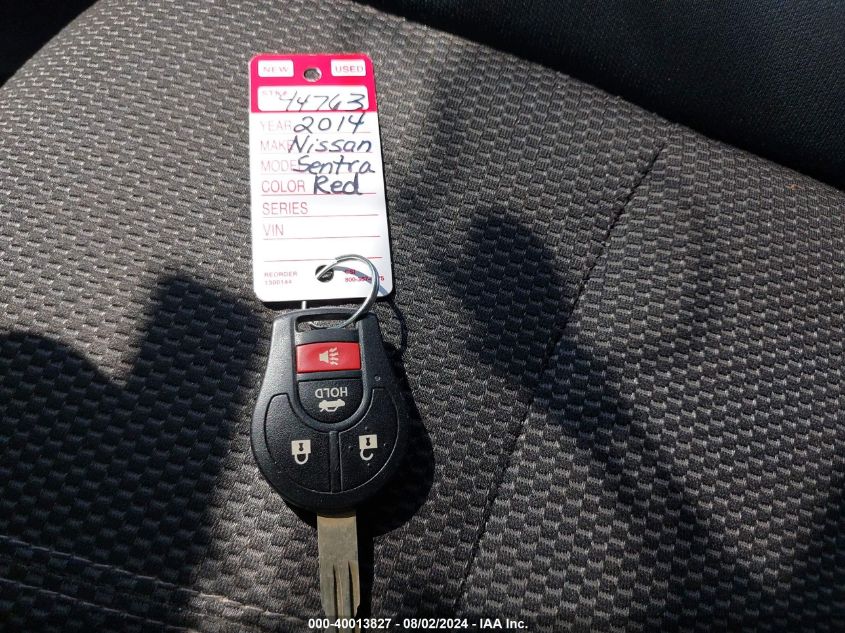 NEW USED
STK# 44763
YEAR 2014
MAKE Nissan
MODEL Sentra
COLOR Red
SERIES
VIN
REORDER
HOLD
000-40013827 - 08/02/2024 - IAA Inc.